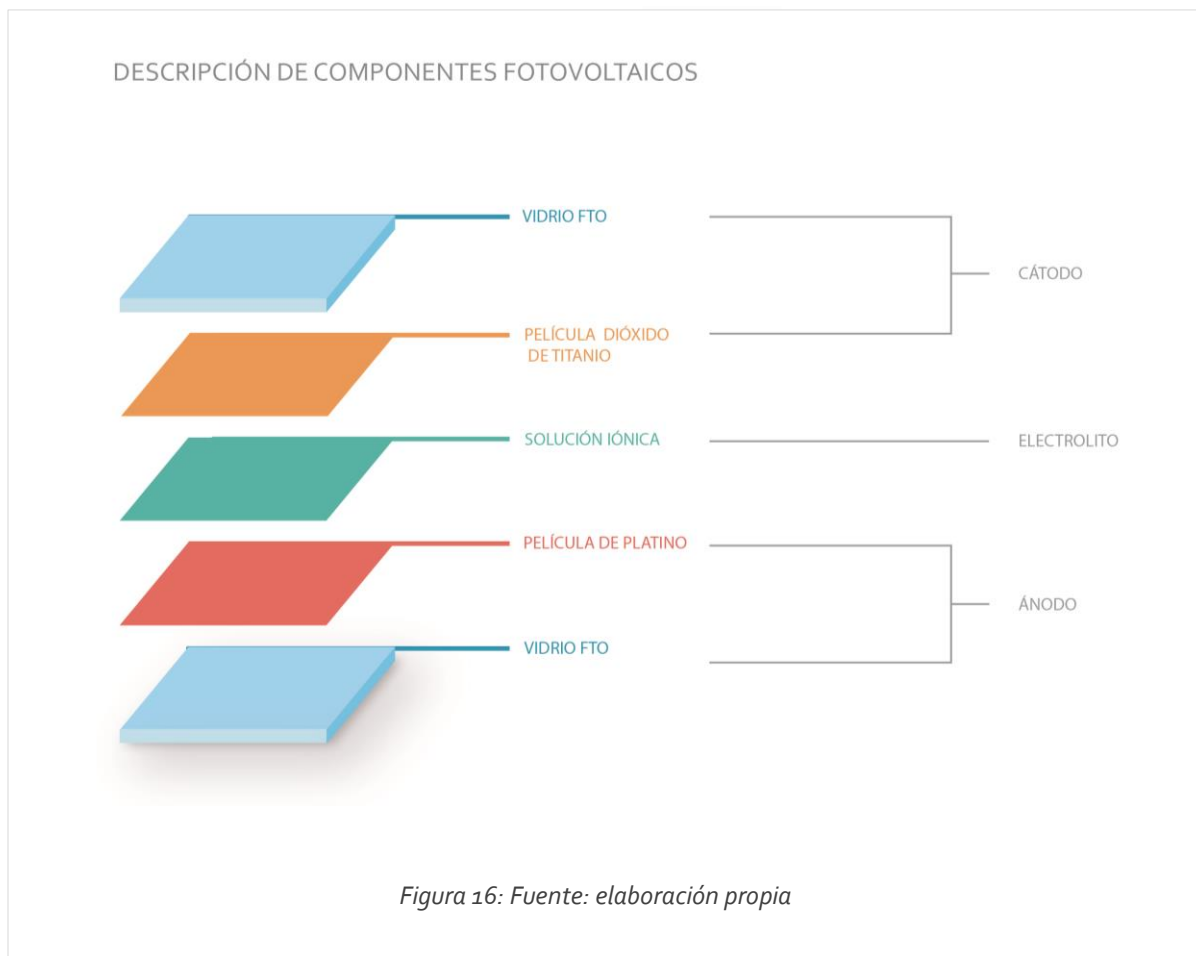 DESCRIPCIÓN DE COMPONENTES FOTOVOLTAICOS
VIDRIO FTO
CÁTODO
PELÍCULA DIÓXIDO
DE TITANIO
SOLUCIÓN IÓNICA
ELECTROLITO
PELÍCULA DE PLATINO
ÁNODO
VIDRIO FTO
Figura 16: Fuente: elaboración propia